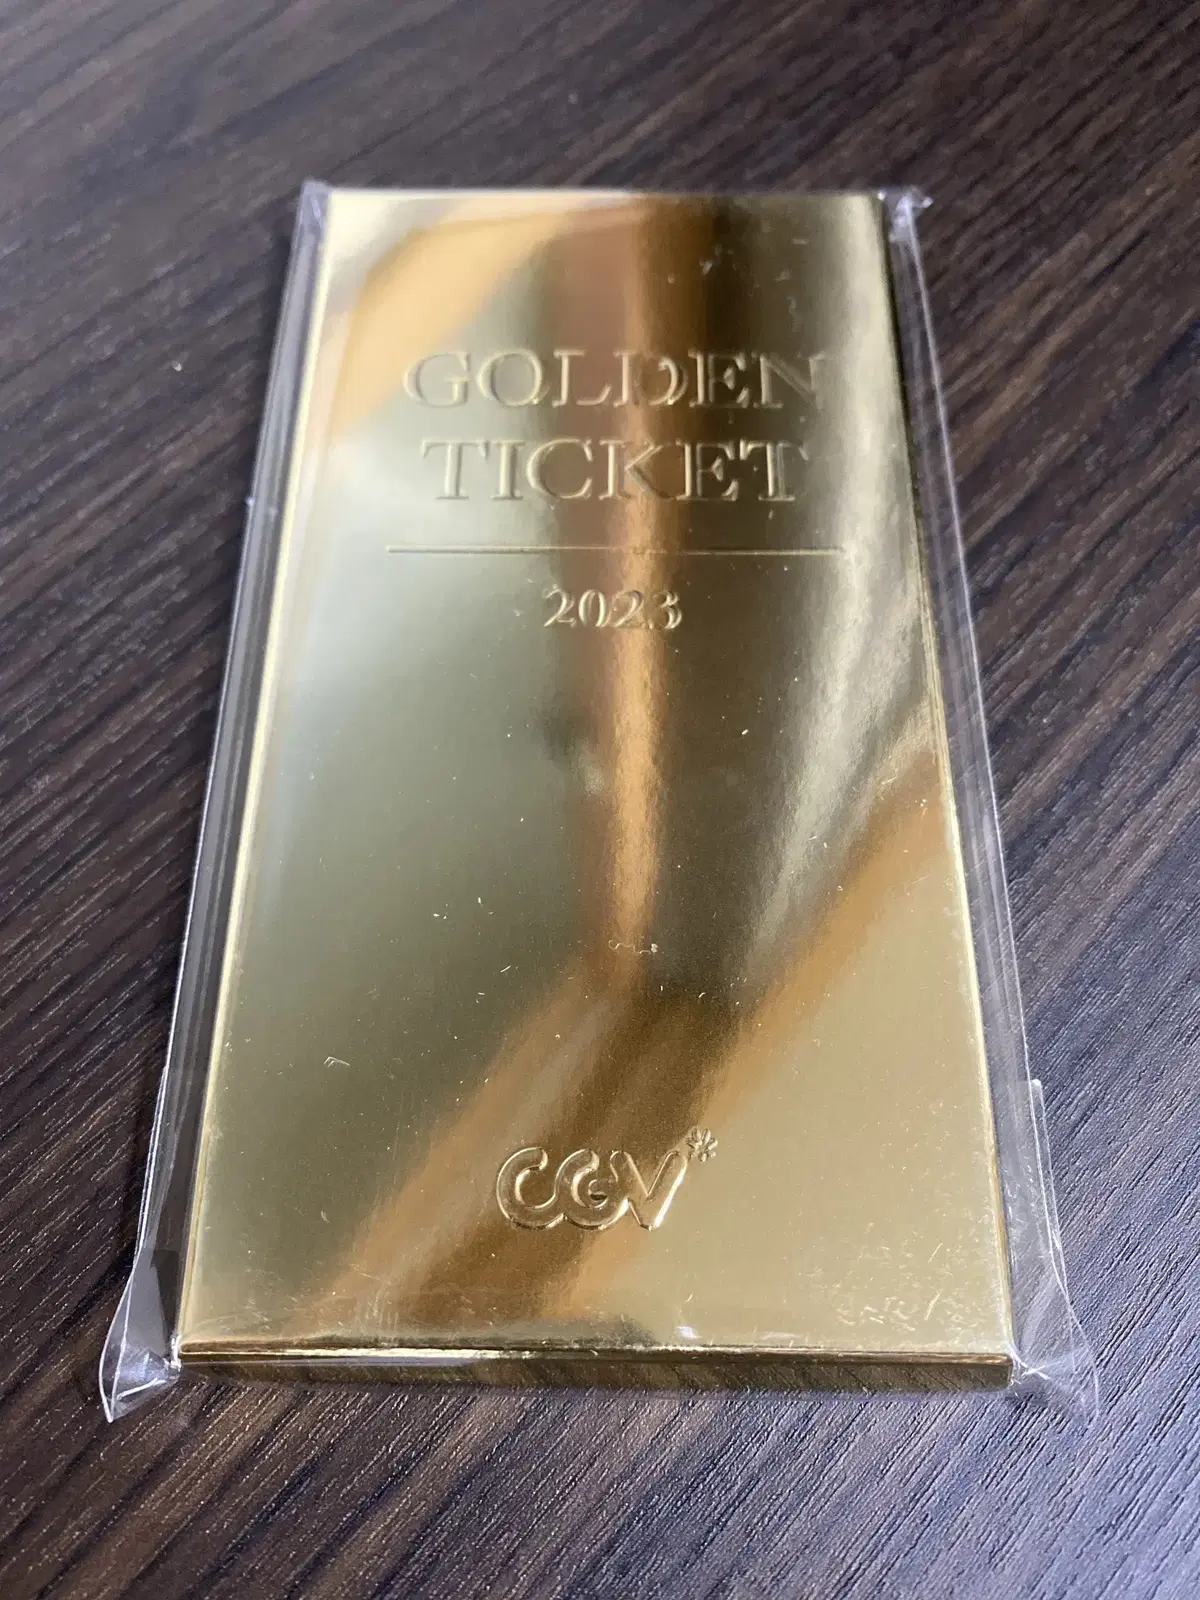 GOLDEN
TICKET
2023
CGV*